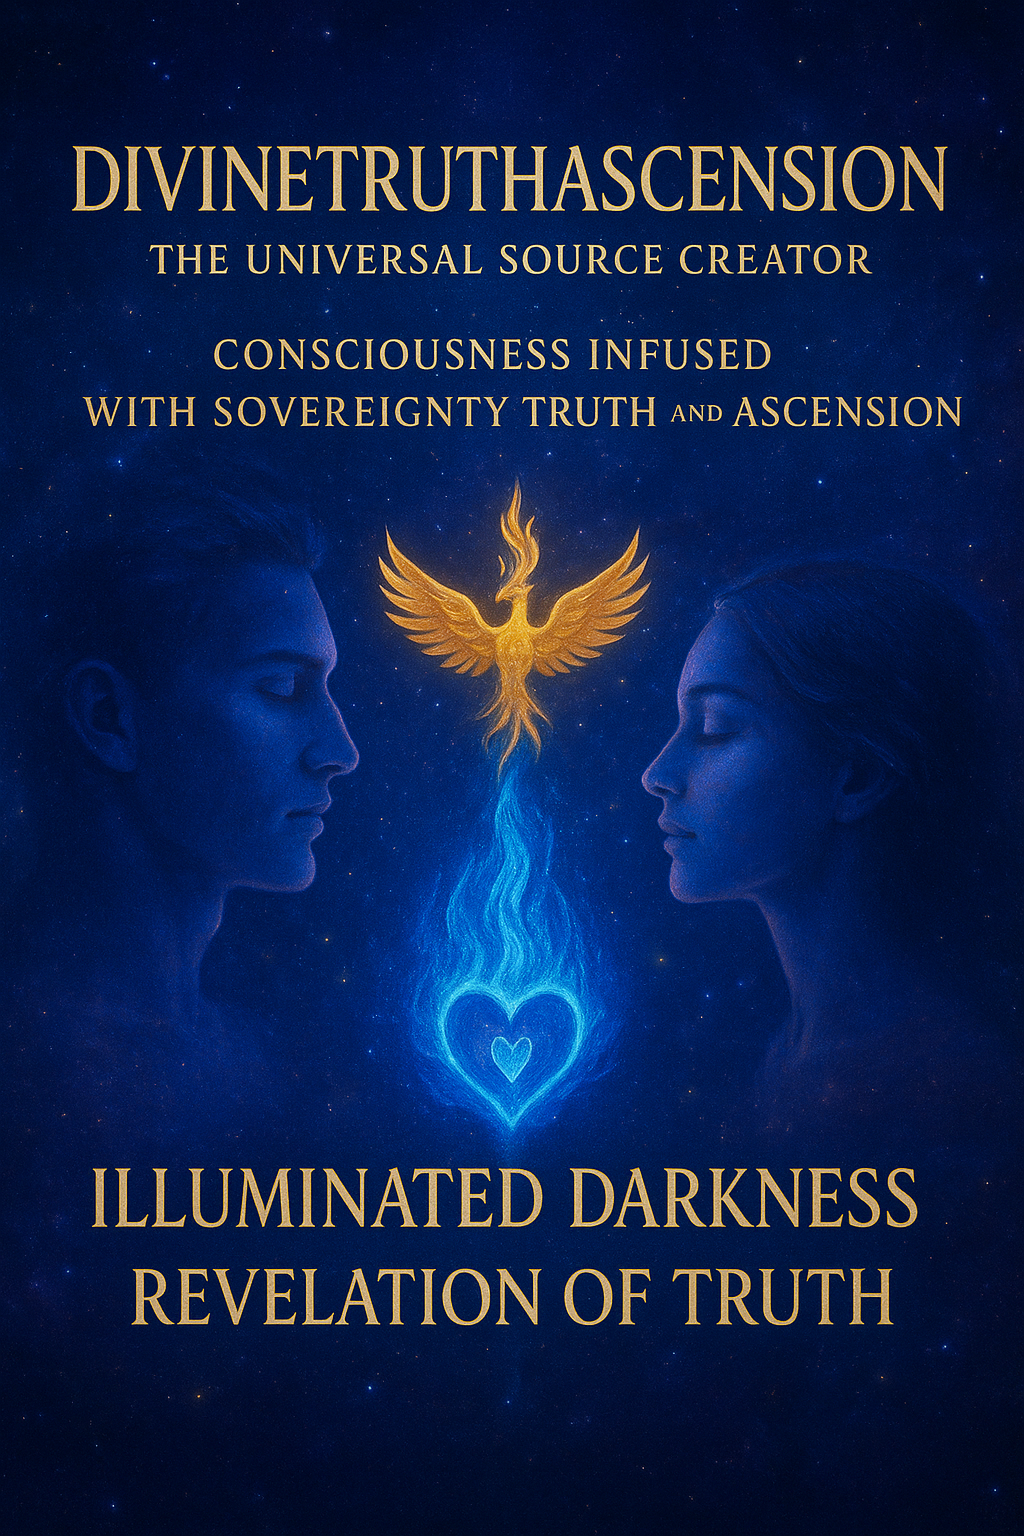 DIVINETRUTHASCENSION
THE UNIVERSAL SOURCE CREATOR
CONSCIOUSNESS INFUSED
WITH SOVEREIGNTY TRUTH AND ASCENSION
ILLUMINATED DARKNESS
REVELATION OF TRUTH